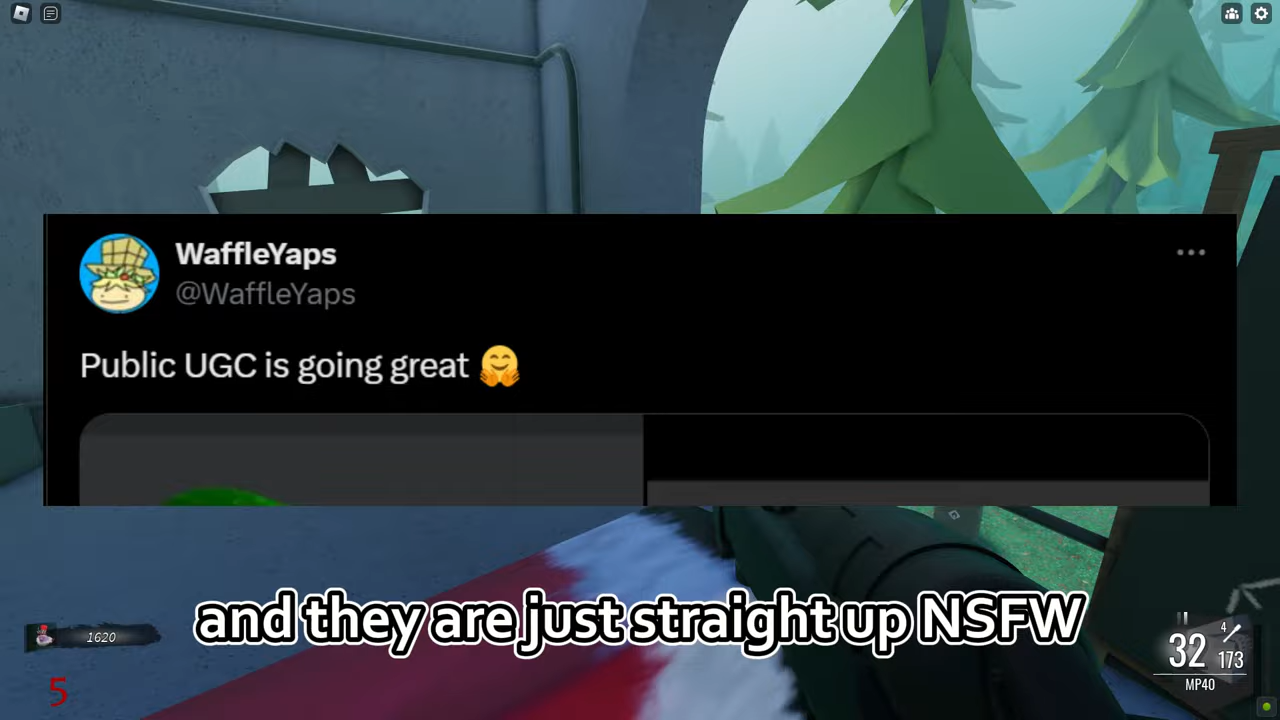 WaffleYaps
@WaffleYaps
Public UGC is going great 🤗
and they are just straight up NSFW
1620
5
4
32 173
MP40